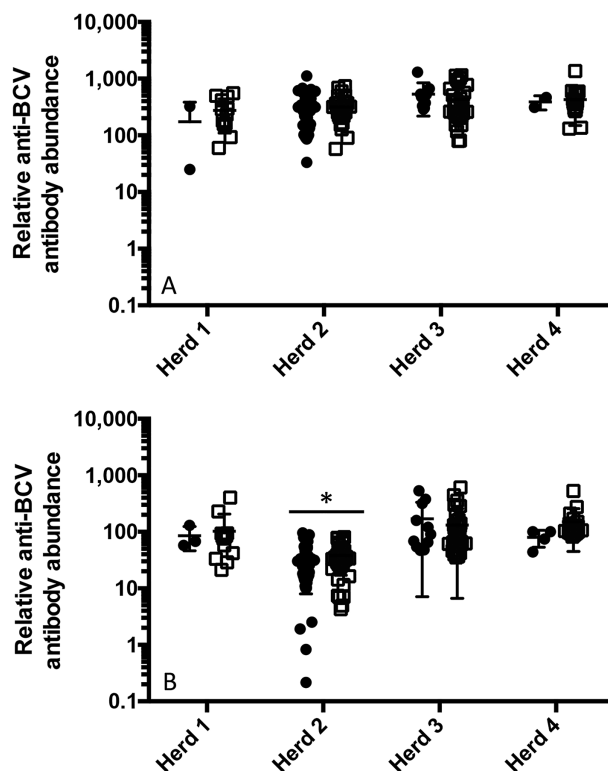 Relative anti-BCV
antibody abundance
10,000
1,000
100
10
1
0.1
A
Herd 1
Herd 2
Herd 3
Herd 4
Relative anti-BCV
antibody abundance
10,000
1,000
100
10
1
0.1
*
B
Herd 1
Herd 2
Herd 3
Herd 4